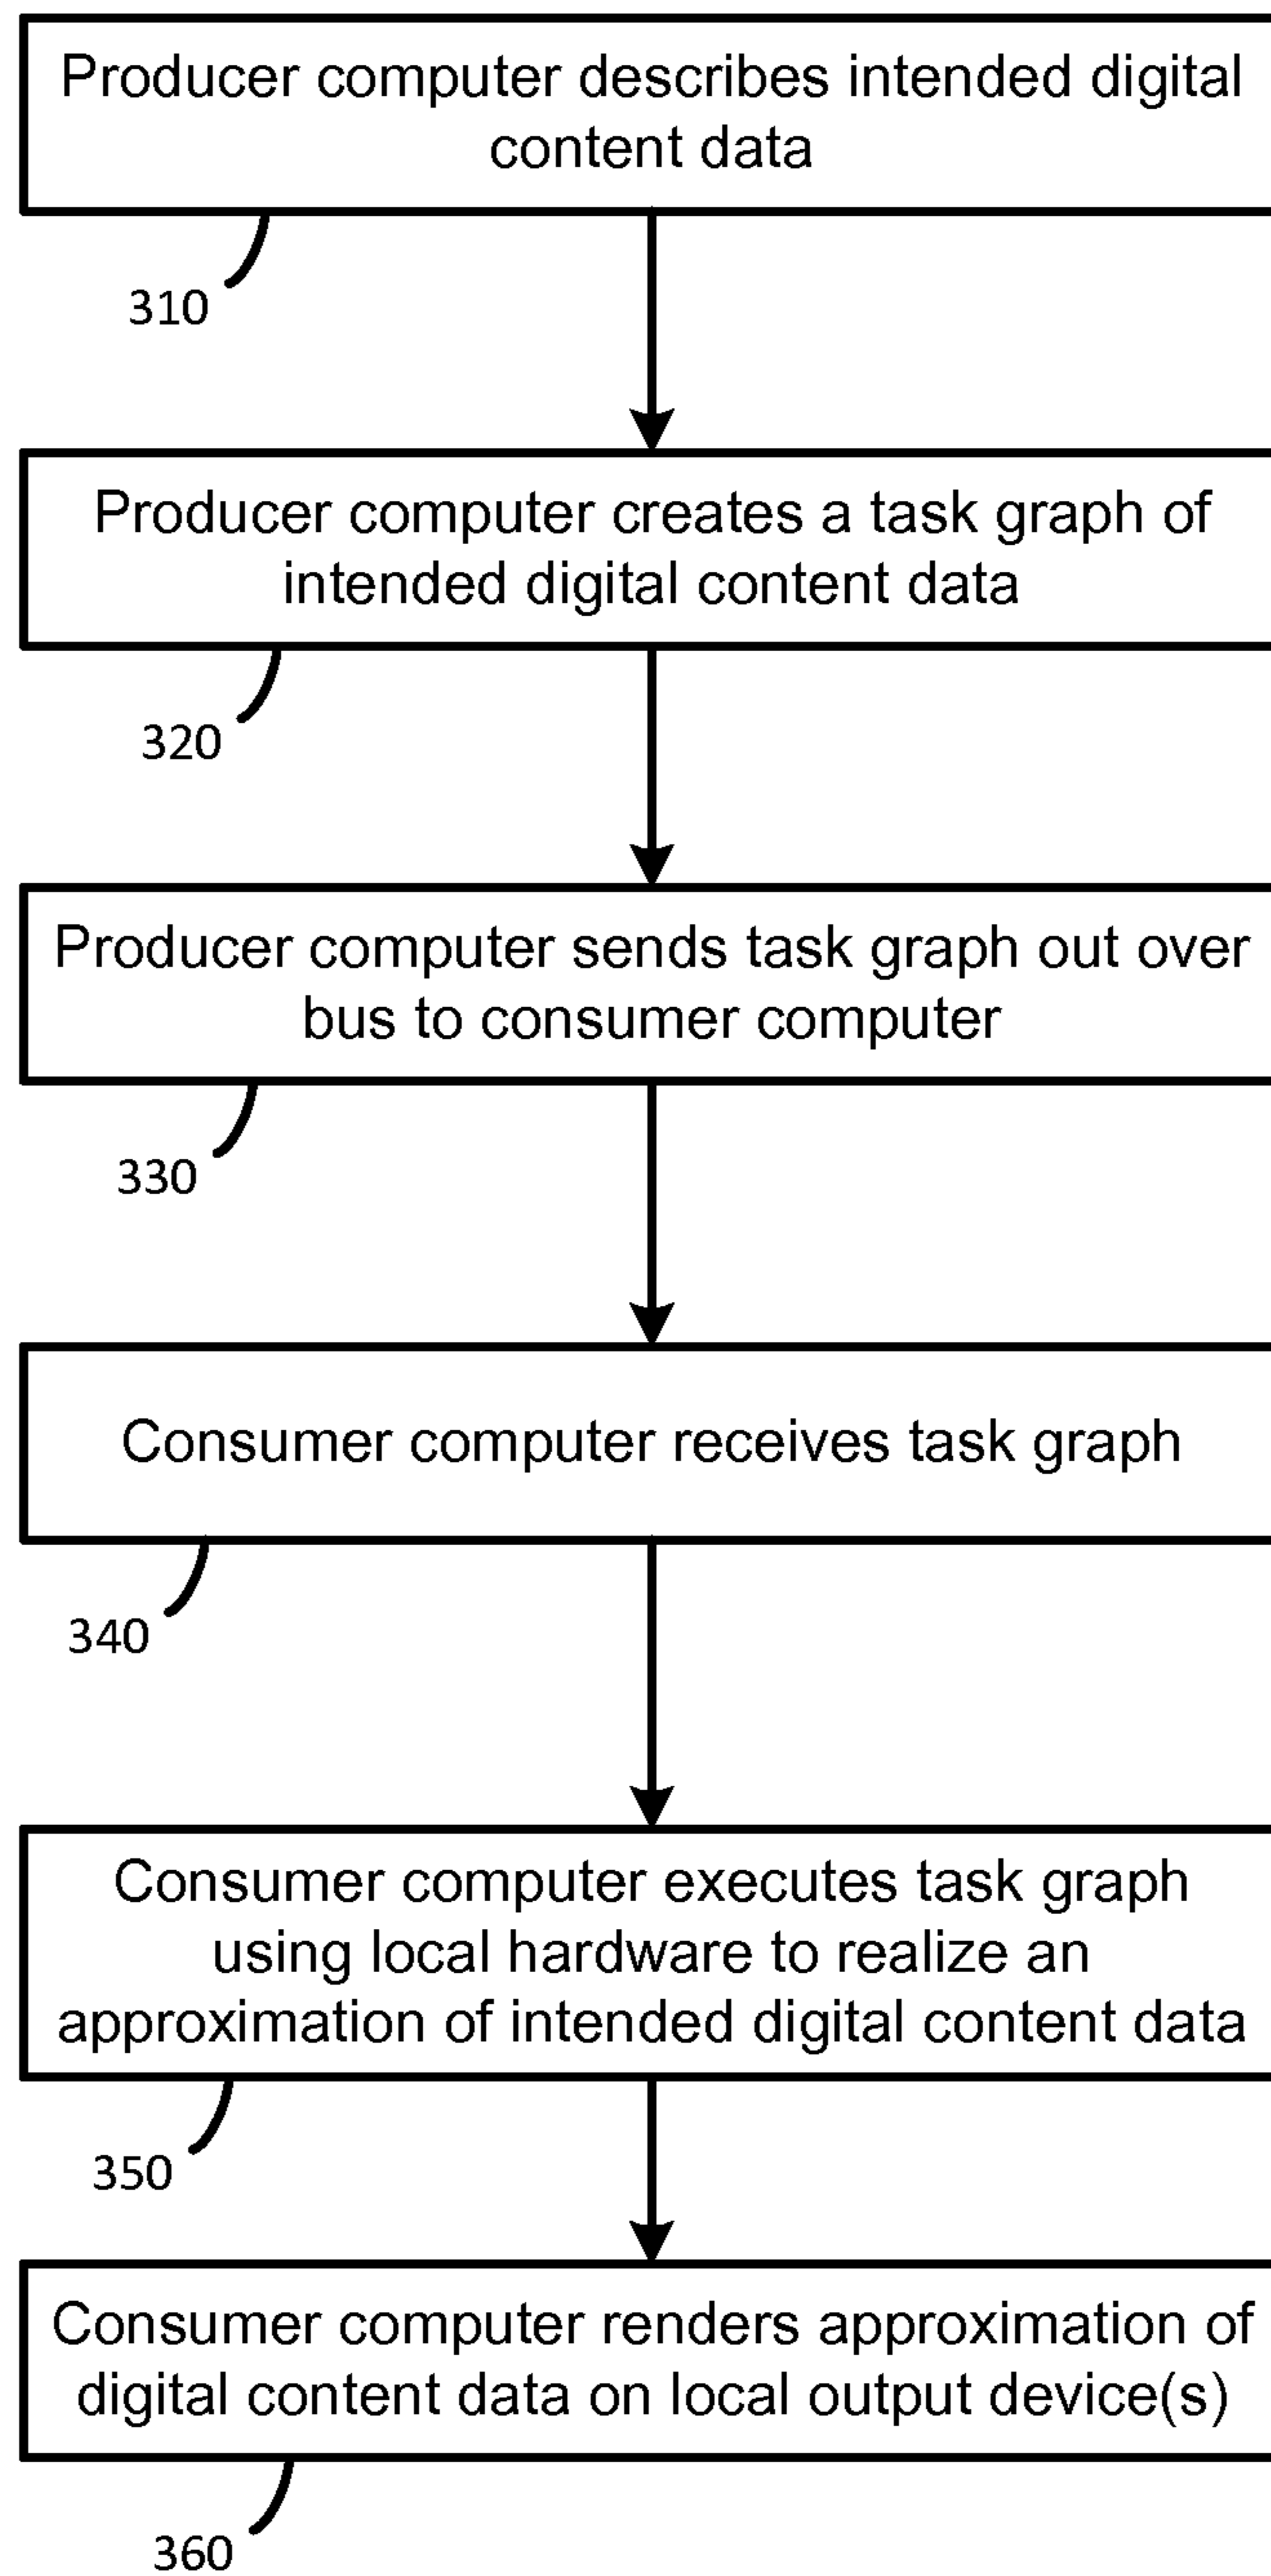 Producer computer describes intended digital
content data
310
Producer computer creates a task graph of
intended digital content data
320
Producer computer sends task graph out over
bus to consumer computer
330
Consumer computer receives task graph
340
Consumer computer executes task graph
using local hardware to realize an
approximation of intended digital content data
350
Consumer computer renders approximation of
digital content data on local output device(s)
360